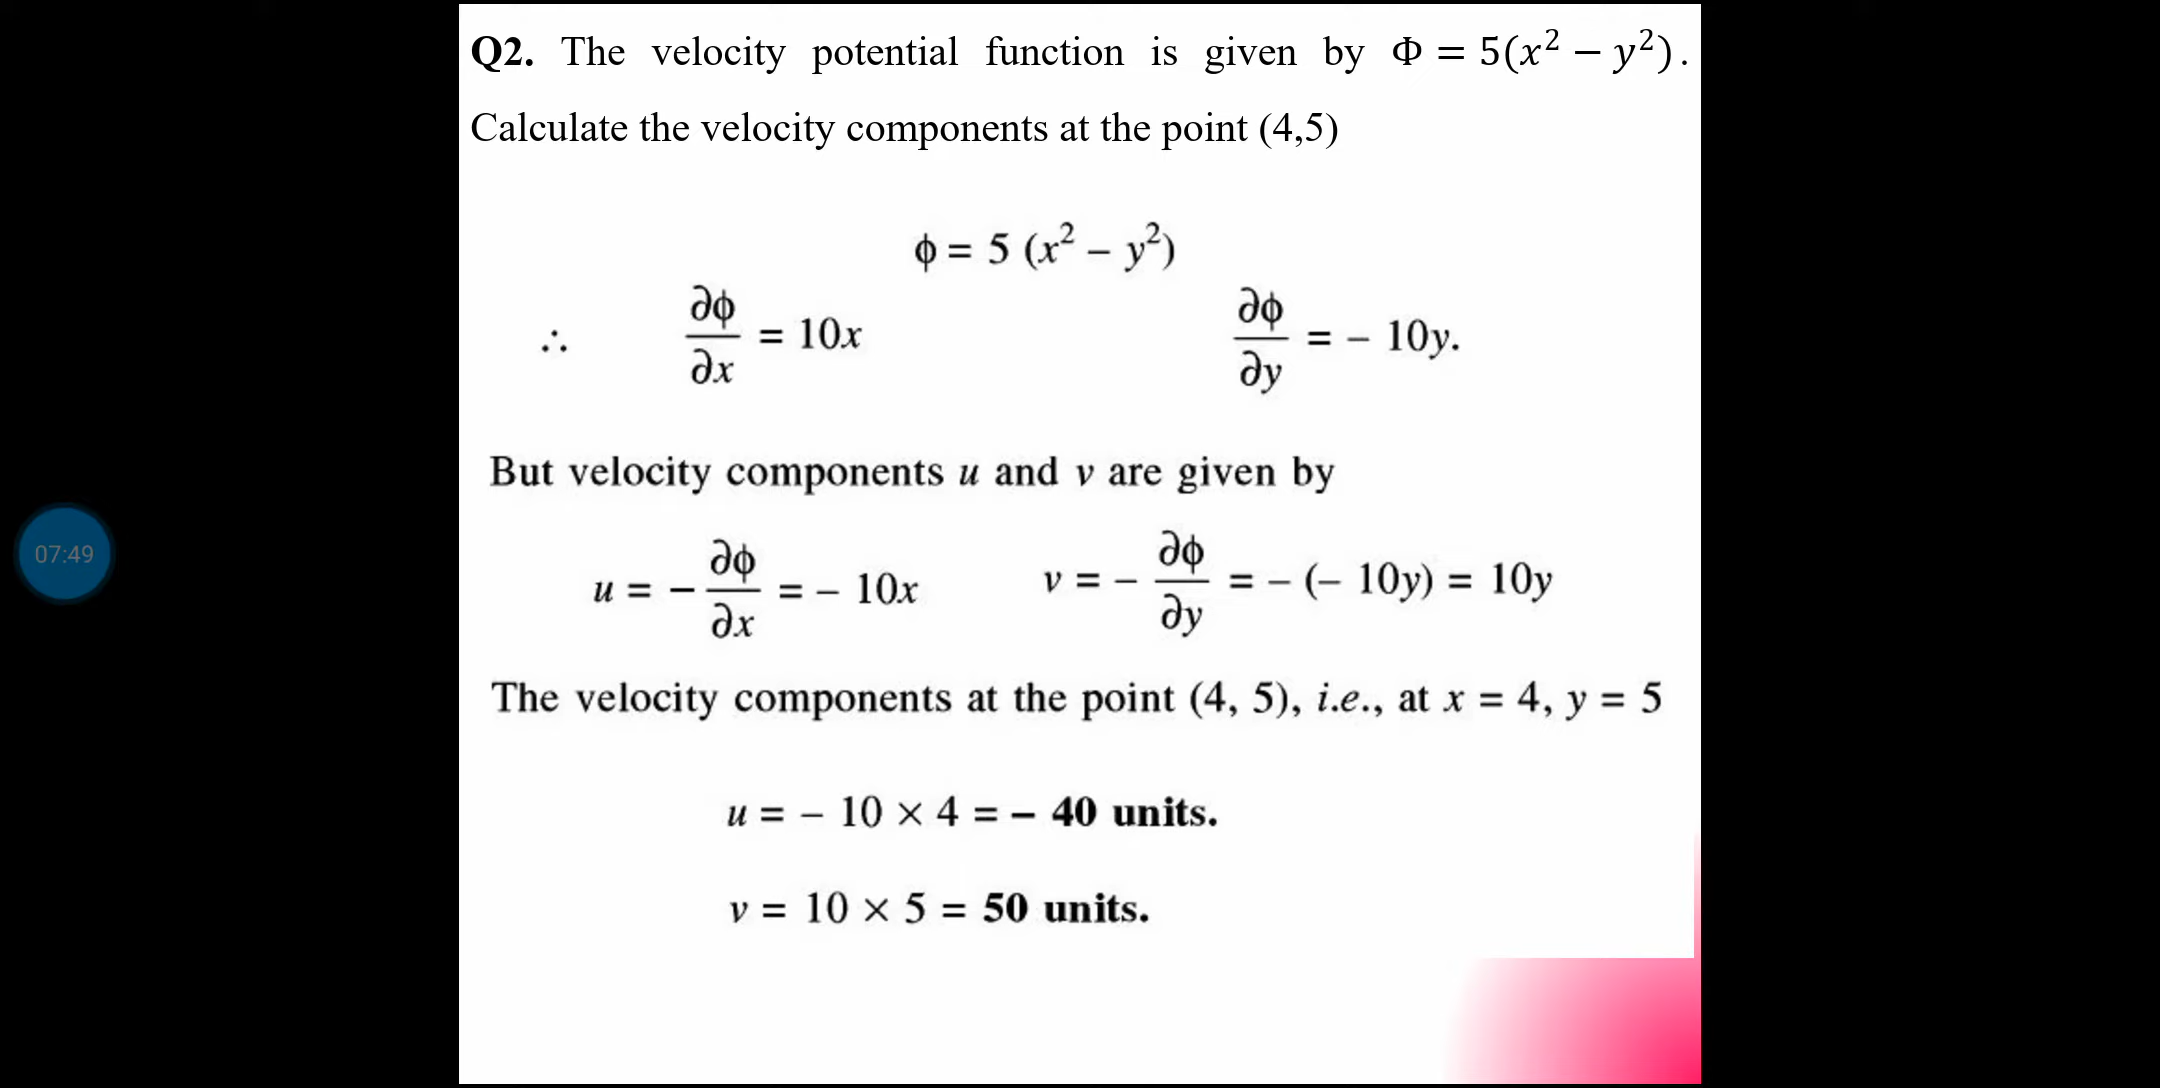 Q2. The velocity potential function is given by Φ = 5(x² − y²).
Calculate the velocity components at the point (4,5)
ϕ = 5 (x² – y²)
∴ ∂ϕ/∂x = 10x ∂ϕ/∂y = – 10y.
But velocity components u and v are given by
u = – ∂ϕ/∂x = – 10x v = – ∂ϕ/∂y = – (– 10y) = 10y
The velocity components at the point (4, 5), i.e., at x = 4, y = 5
07:49
u = – 10 × 4 = – 40 units.
v = 10 × 5 = 50 units.